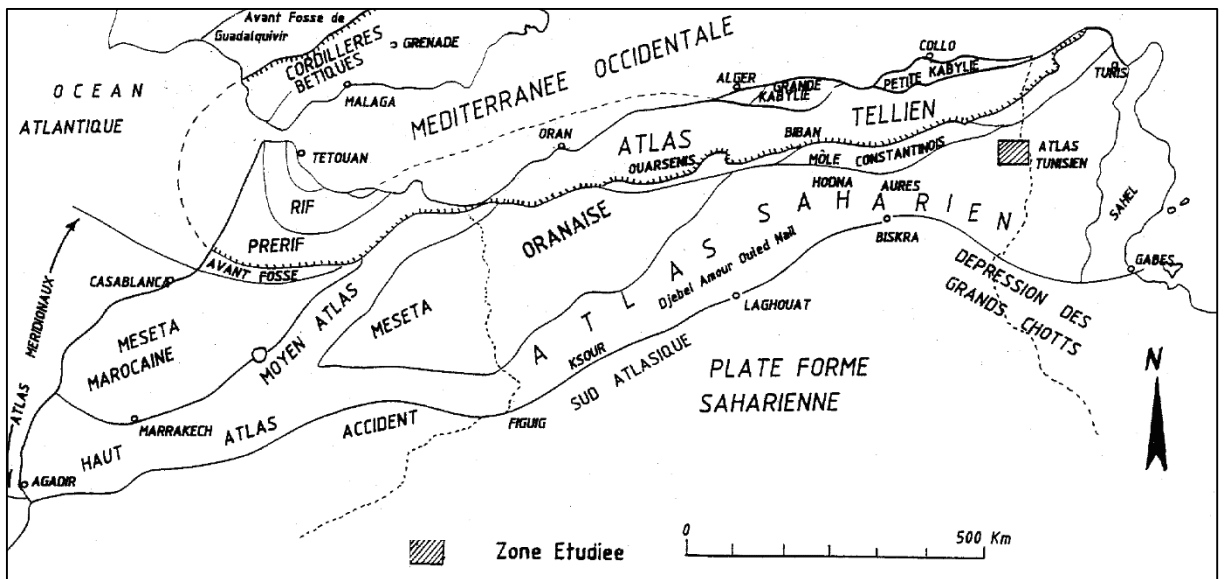 Avant Fosse de
Guadalquivir
CORDILLERES
BETIQUES
GRENADE
MALAGA
OCEAN
ATLANTIQUE
MEDITERRANEE OCCIDENTALE
TETOUAN
RIF
PRERIF
AVANT FOSSE
ORAN
ALGER
GRANDE
KABYLIE
COLLO
PETITE KABYLIE
TUNIS
ATLAS TELLIEN
OUARSENIS
BIBAN
MÔLE CONSTANTINOIS
HODNA
AURES
ATLAS
TUNISIEN
SAHEL
GABES
BISKRA
ATLAS SAHARIEN
Djebel Amour Ouled Nail
LAGHOUAT
KSOUR
ORANAISE
MESETA
CASABLANCA
MESETA
MAROCAINE
MOYEN ATLAS
ATLAS MERIDIONAUX
MARRAKECH
HAUT ATLAS
AGADIR
ACCIDENT SUD ATLASIQUE
FIGUIG
PLATE FORME
SAHARIENNE
DEPRESSION DES
GRANDS CHOTTS
N
Zone Etudiee
0 500 Km